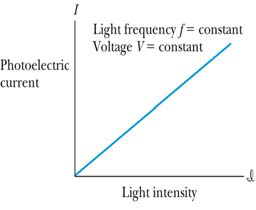 I
Light frequency f = constant
Voltage V = constant
Photoelectric
current
ℐ
Light intensity